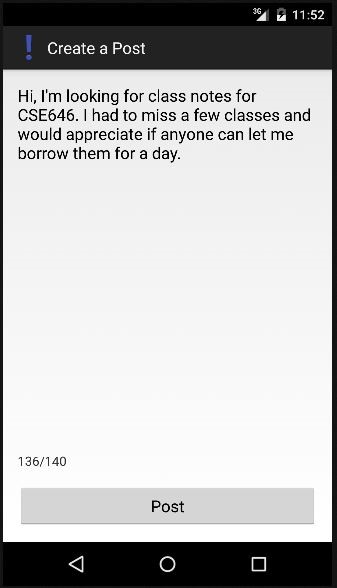 3G 11:52
Create a Post
Hi, I'm looking for class notes for
CSE646. I had to miss a few classes and
would appreciate if anyone can let me
borrow them for a day.
136/140
Post